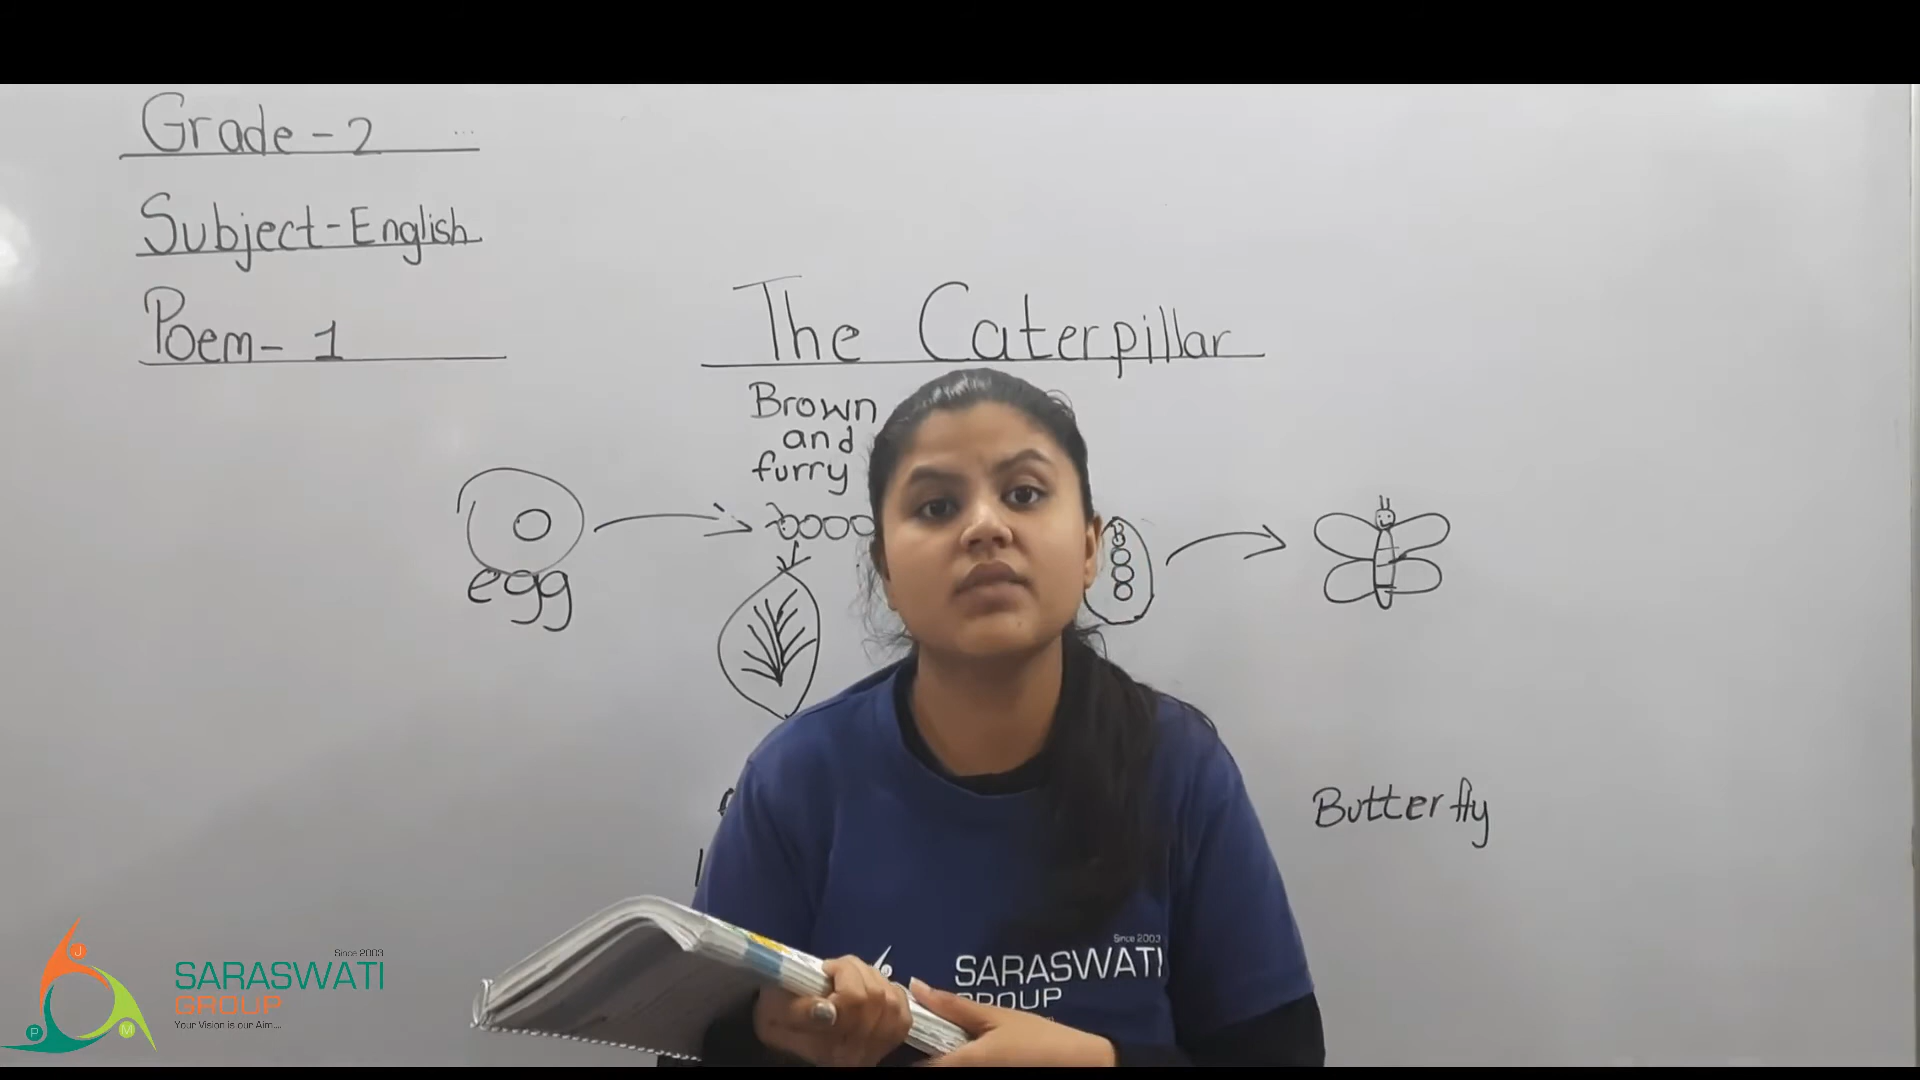 Grade - 2
Subject - English
Poem - 1
The Caterpillar
Brown
and
furry
egg
Butterfly
Since 2003
SARASWATI
GROUP
Your Vision is our Aim....
J
P
M
Since 2003
SARASWATI
GROUP